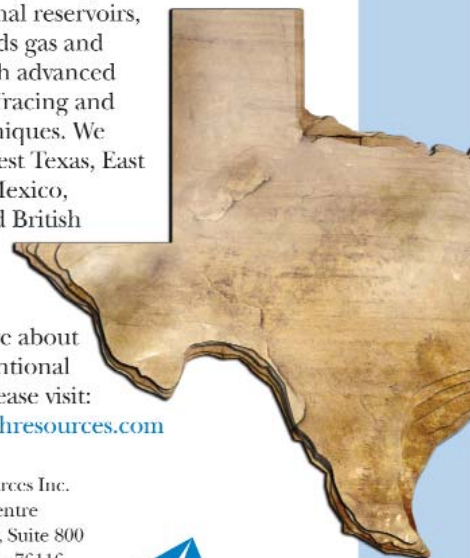 nal reservoirs,
ds gas and
h advanced
racing and
niques. We
est Texas, East
Mexico,
d British
e about
ntional
ease visit:
hresources.com
rces Inc.
entre
, Suite 800